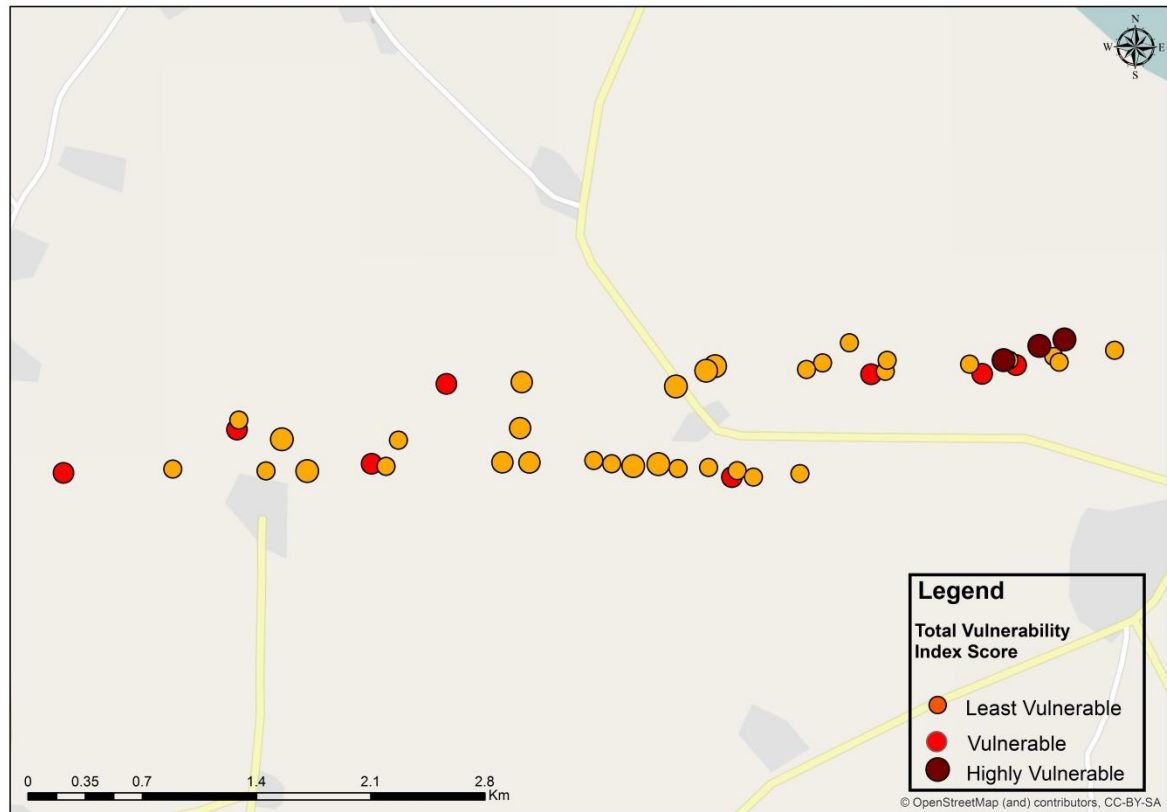 N
W E
S
Legend
Total Vulnerability
Index Score
Least Vulnerable
Vulnerable
Highly Vulnerable
0 0.35 0.7 1.4 2.1 2.8
Km
© OpenStreetMap (and) contributors, CC-BY-SA